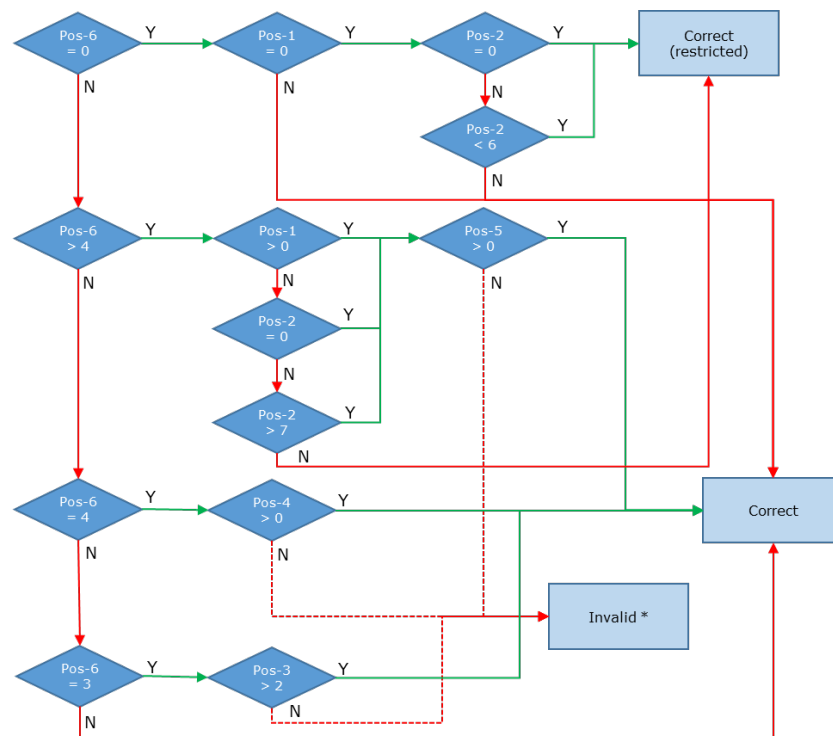 Pos-6
= 0
Y
Pos-1
= 0
Y
Pos-2
= 0
Y
Correct
(restricted)
N
N
N
Pos-2
< 6
Y
N
Pos-6
> 4
Y
Pos-1
> 0
Y
Pos-5
> 0
Y
N
N
N
Pos-2
= 0
Y
N
Pos-2
> 7
Y
N
Pos-6
= 4
Y
Pos-4
> 0
Y
Correct
N
N
Invalid *
Pos-6
= 3
Y
Pos-3
> 2
Y
N
N